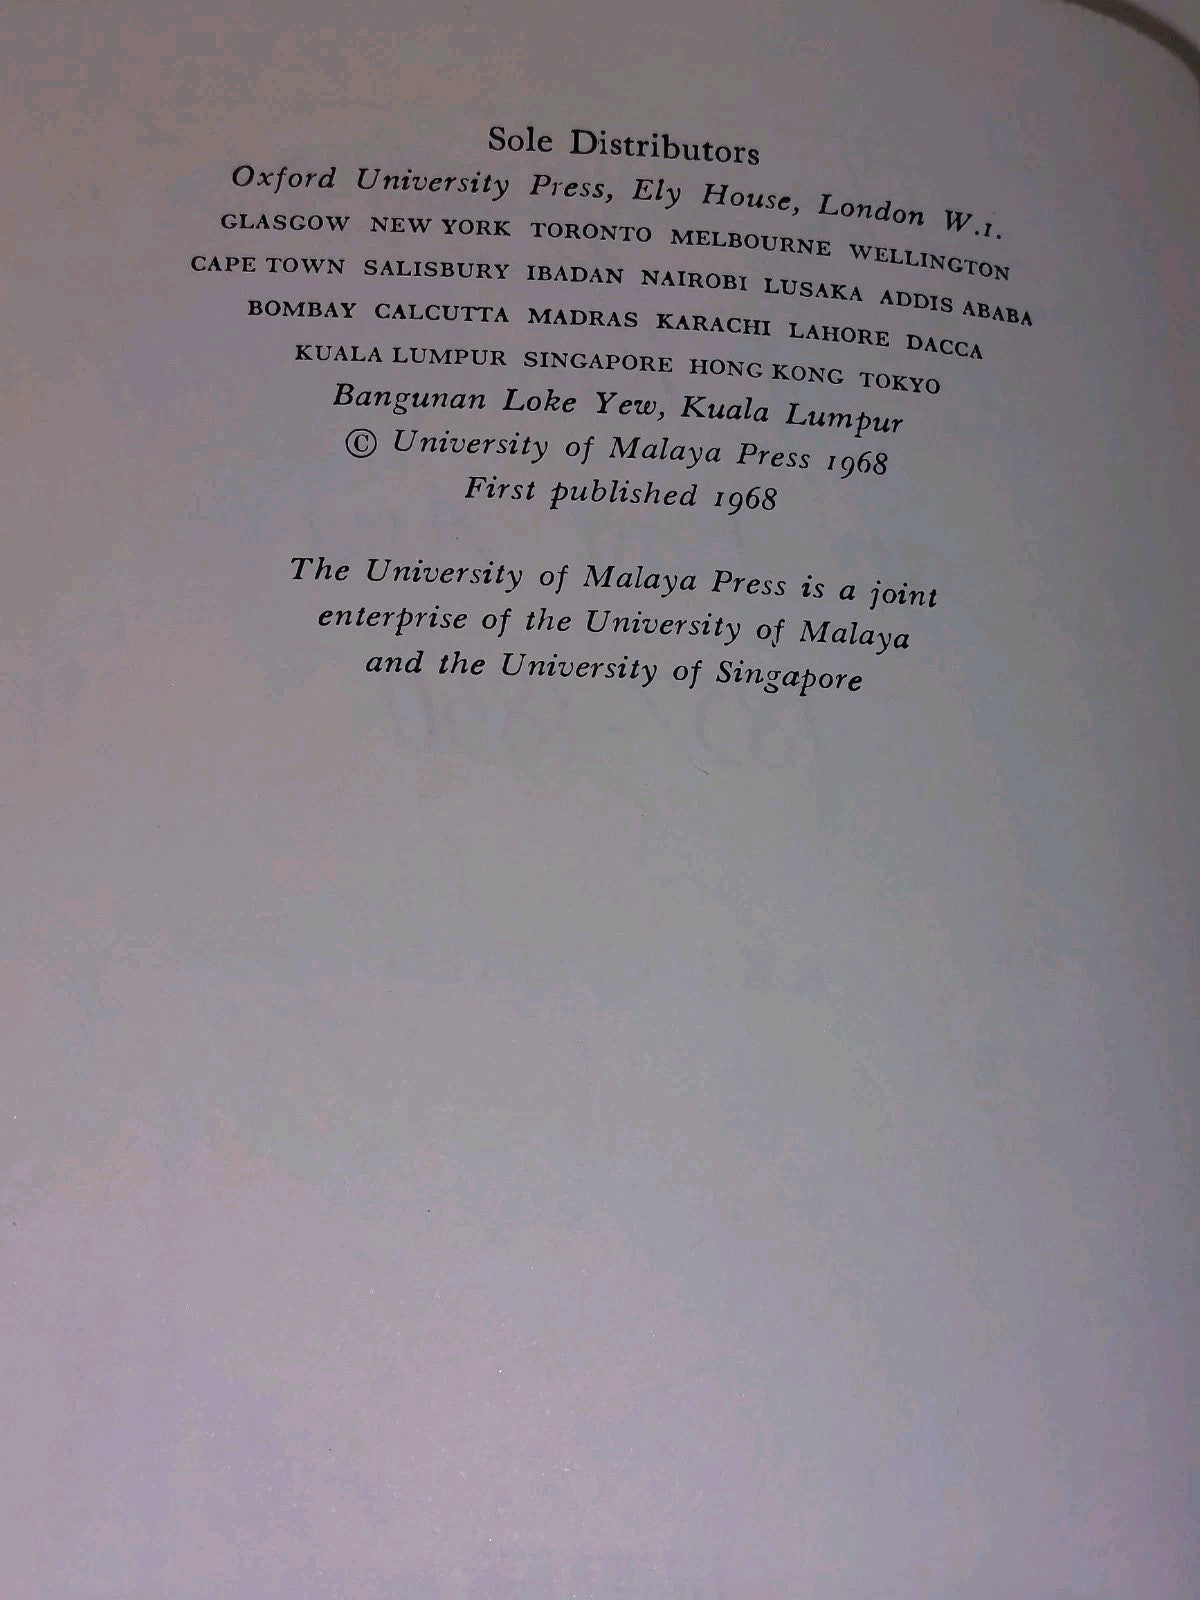 Sole Distributors
Oxford University Press, Ely House, London W.1.
GLASGOW NEW YORK TORONTO MELBOURNE WELLINGTON
CAPE TOWN SALISBURY IBADAN NAIROBI LUSAKA ADDIS ABABA
BOMBAY CALCUTTA MADRAS KARACHI LAHORE DACCA
KUALA LUMPUR SINGAPORE HONG KONG TOKYO
Bangunan Loke Yew, Kuala Lumpur
© University of Malaya Press 1968
First published 1968
The University of Malaya Press is a joint
enterprise of the University of Malaya
and the University of Singapore